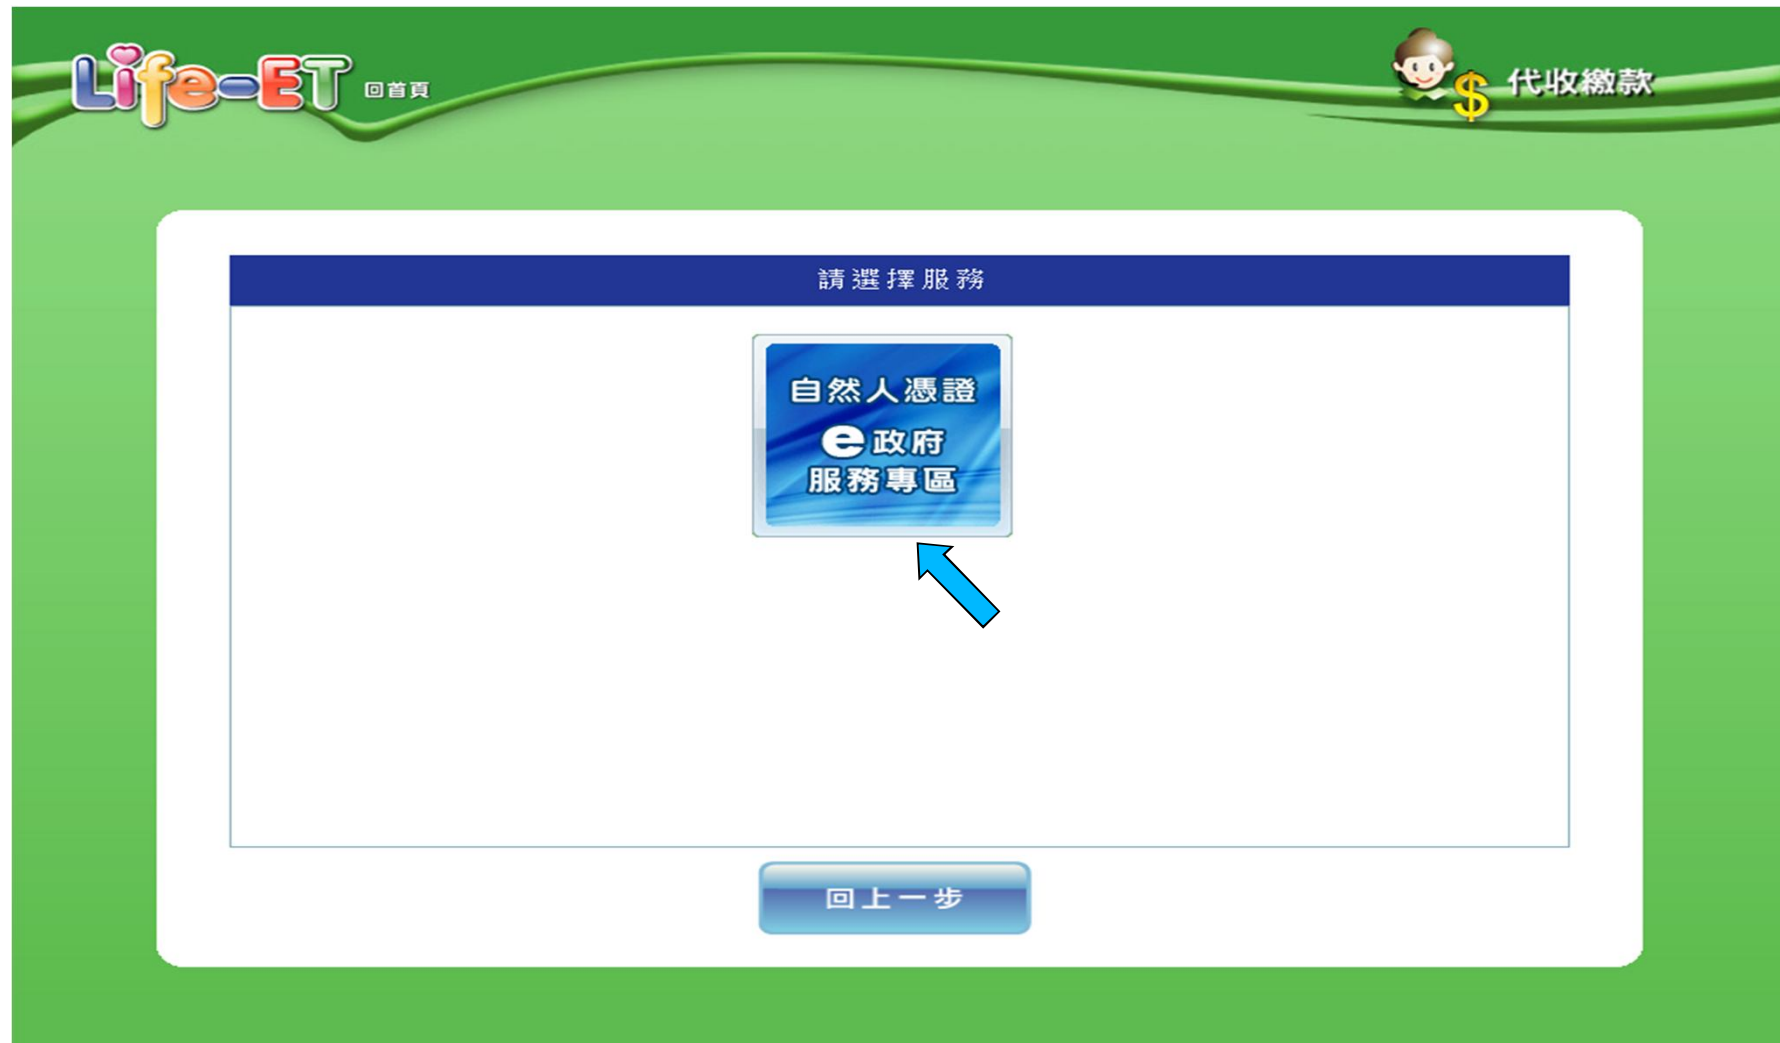 Life-ET 回首頁
$ 代收繳款
請選擇服務
自然人憑證
e政府
服務專區
回上一步